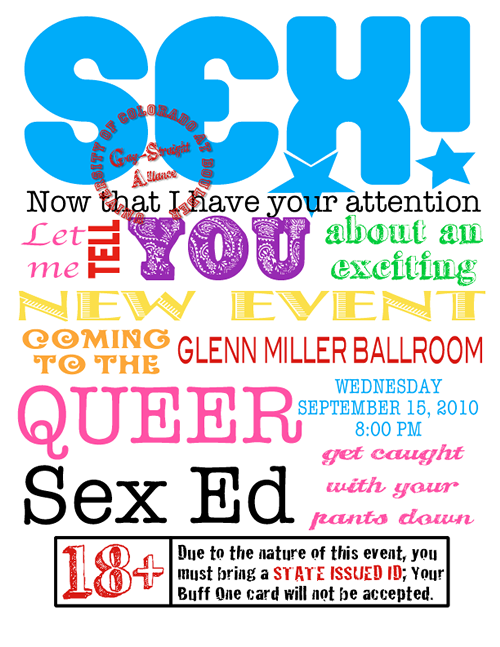 SEX!
UNIVERSITY OF COLORADO AT BOULDER
Gay-Straight
Alliance
Now that I have your attention
Let me
TELL
YOU
about an
exciting
NEW EVENT
COMING
TO THE
GLENN MILLER BALLROOM
QUEER
Sex Ed
WEDNESDAY
SEPTEMBER 15, 2010
8:00 PM
get caught
with your
pants down
18+
Due to the nature of this event, you
must bring a STATE ISSUED ID; Your
Buff One card will not be accepted.